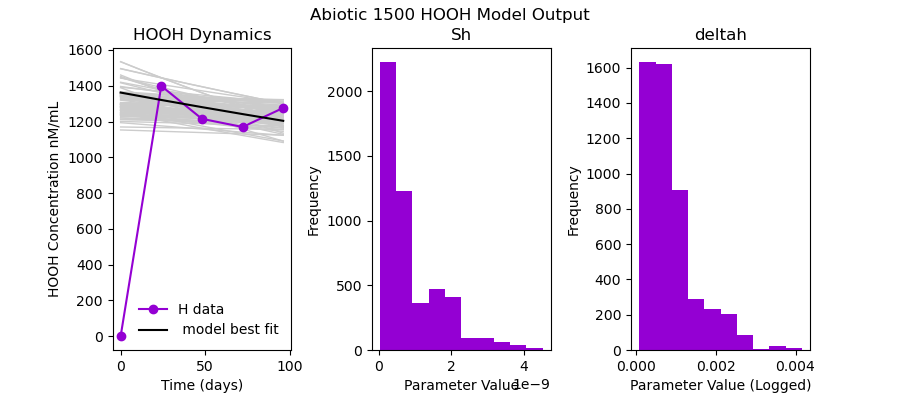 Abiotic 1500 HOOH Model Output
HOOH Dynamics
HOOH Concentration nM/mL
1600
1400
1200
1000
800
600
400
200
0
H data
model best fit
0
50
100
Time (days)
Sh
Frequency
2000
1500
1000
500
0
0
2
4
Parameter Value
1e−9
deltah
Frequency
1600
1400
1200
1000
800
600
400
200
0
0.000
0.002
0.004
Parameter Value (Logged)